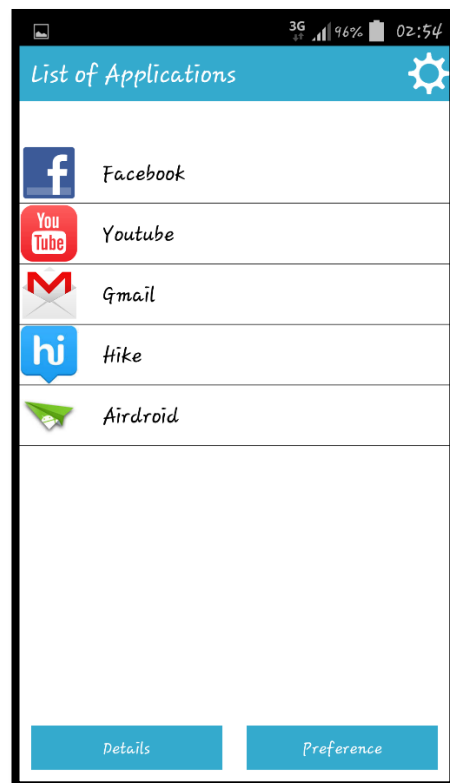 3G 96% 02:54
List of Applications
f Facebook
You
Tube Youtube
M Gmail
hi Hike
Airdroid
Details Preference